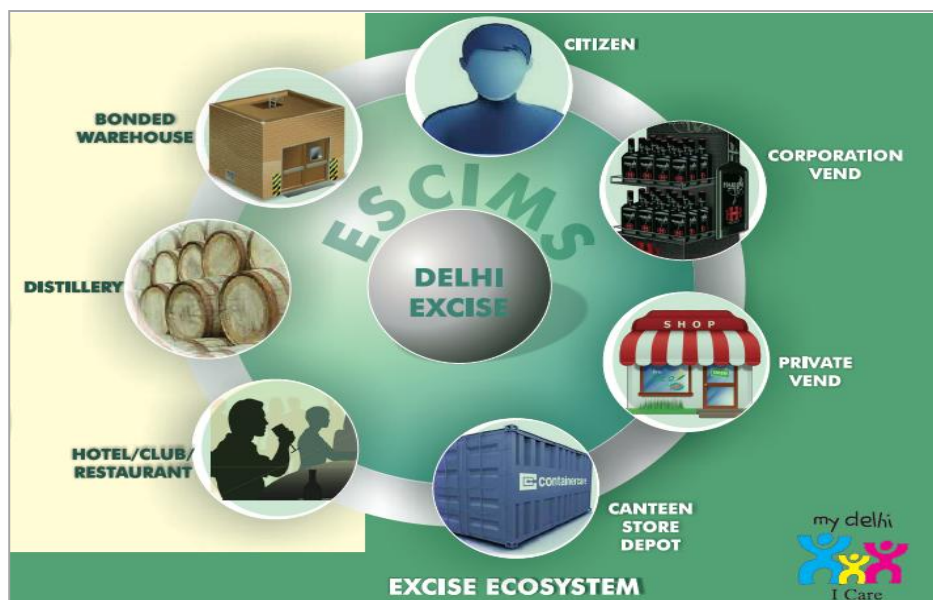 CITIZEN
BONDED
WAREHOUSE
CORPORATION
VEND
ESCIMS
DELHI
EXCISE
DISTILLERY
SHOP
PRIVATE
VEND
HOTEL/CLUB/
RESTAURANT
containercare
CANTEEN
STORE
DEPOT
my delhi
I Care
EXCISE ECOSYSTEM